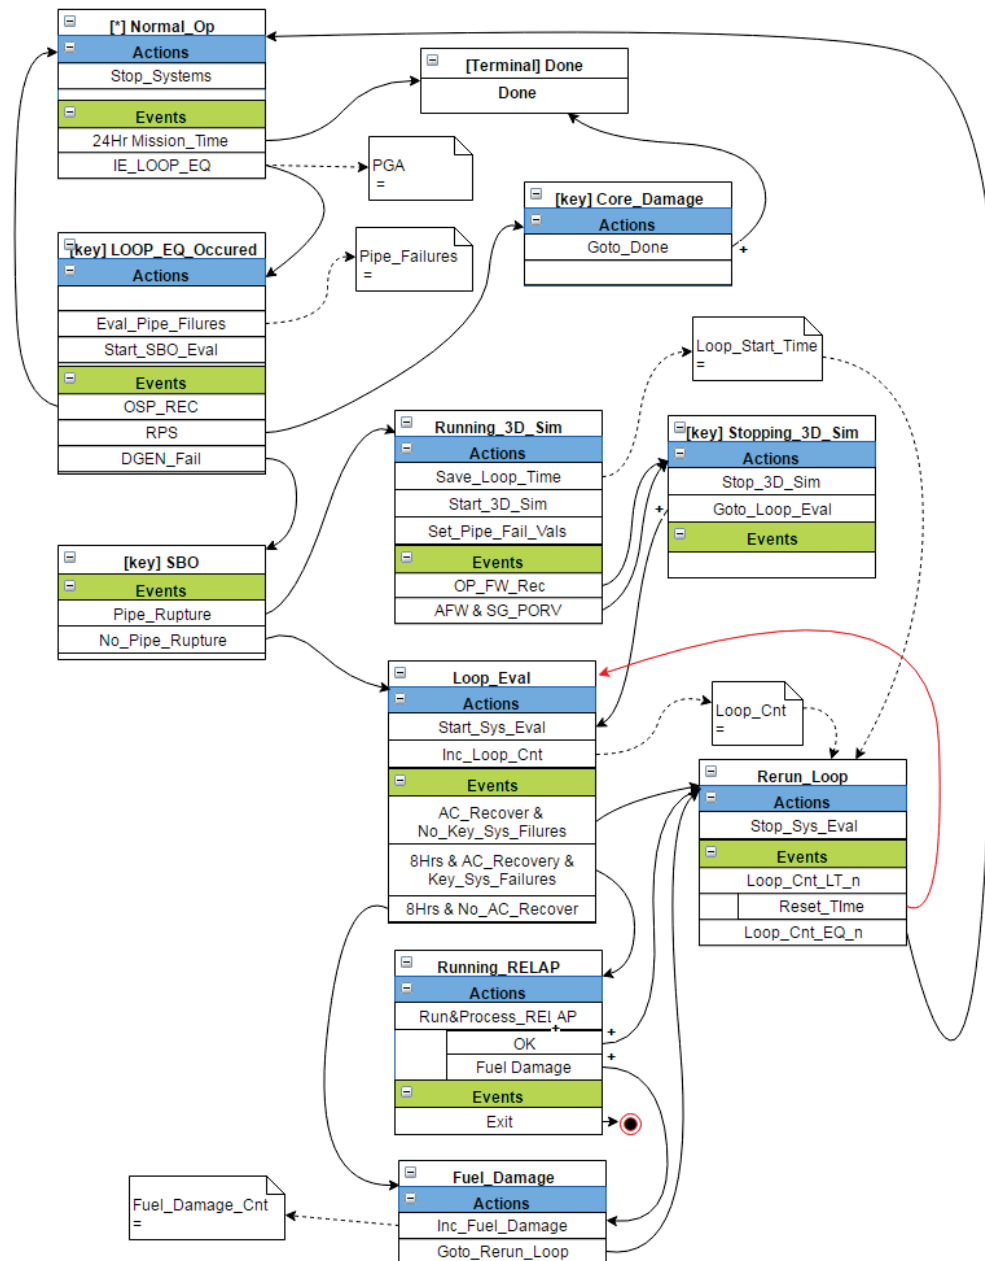 [*] Normal_Op
Actions
Stop_Systems
Events
24Hr Mission_Time
IE_LOOP_EQ
[Terminal] Done
Done
PGA
=
[key] Core_Damage
Actions
Goto_Done
+
[key] LOOP_EQ_Occured
Actions
Eval_Pipe_Filures
Start_SBO_Eval
Events
OSP_REC
RPS
DGEN_Fail
Pipe_Failures
=
Loop_Start_Time
=
Running_3D_Sim
Actions
Save_Loop_Time
Start_3D_Sim
Set_Pipe_Fail_Vals
Events
OP_FW_Rec
AFW & SG_PORV
[key] Stopping_3D_Sim
Actions
Stop_3D_Sim
+
Goto_Loop_Eval
Events
[key] SBO
Events
Pipe_Rupture
No_Pipe_Rupture
Loop_Eval
Actions
Start_Sys_Eval
Inc_Loop_Cnt
Events
AC_Recover &
No_Key_Sys_Filures
8Hrs & AC_Recovery &
Key_Sys_Failures
8Hrs & No_AC_Recover
Loop_Cnt
=
Rerun_Loop
Actions
Stop_Sys_Eval
Events
Loop_Cnt_LT_n
Reset_TIme
Loop_Cnt_EQ_n
Running_RELAP
Actions
Run&Process_RELAP
+
OK
+
Fuel Damage
+
Events
Exit
Fuel_Damage
Actions
Inc_Fuel_Damage
Goto_Rerun_Loop
Fuel_Damage_Cnt
=